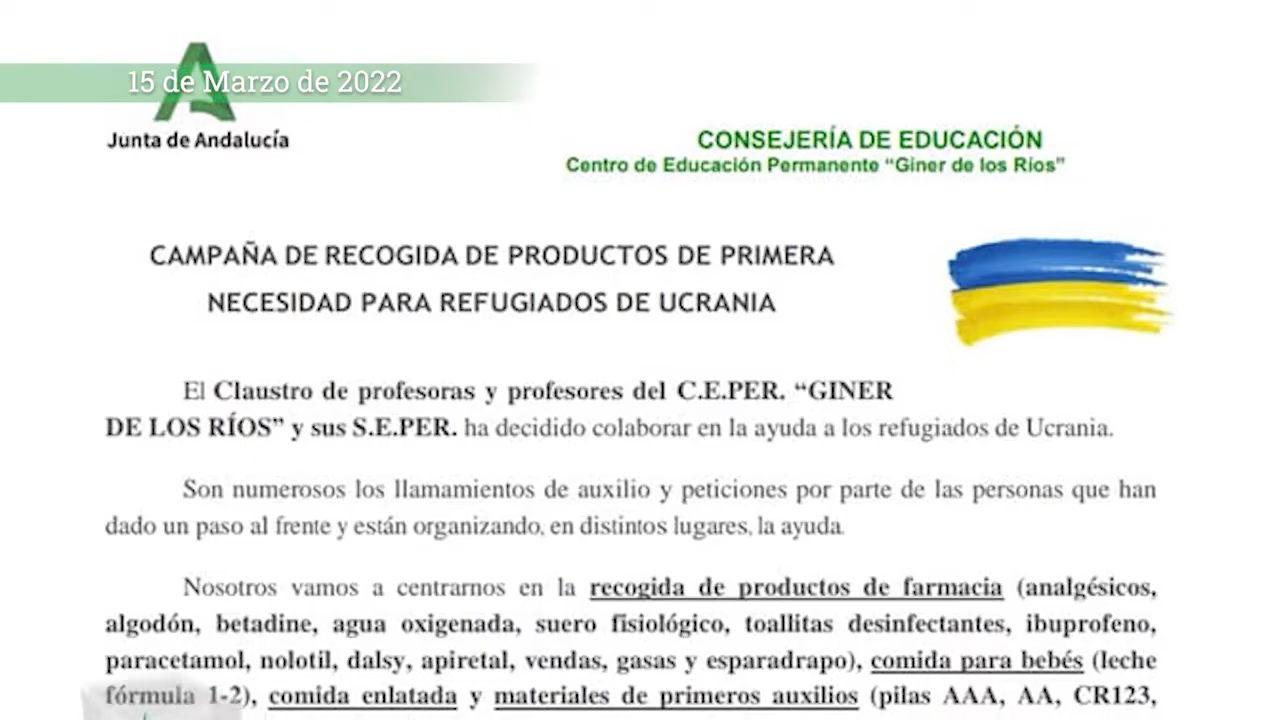 15 de Marzo de 2022
Junta de Andalucía
CONSEJERÍA DE EDUCACIÓN
Centro de Educación Permanente “Giner de los Ríos”
CAMPAÑA DE RECOGIDA DE PRODUCTOS DE PRIMERA
NECESIDAD PARA REFUGIADOS DE UCRANIA
El Claustro de profesoras y profesores del C.E.PER. “GINER
DE LOS RÍOS” y sus S.E.PER. ha decidido colaborar en la ayuda a los refugiados de Ucrania.
Son numerosos los llamamientos de auxilio y peticiones por parte de las personas que han
dado un paso al frente y están organizando, en distintos lugares, la ayuda.
Nosotros vamos a centrarnos en la recogida de productos de farmacia (analgésicos,
algodón, betadine, agua oxigenada, suero fisiológico, toallitas desinfectantes, ibuprofeno,
paracetamol, nolotil, dalsy, apiretal, vendas, gasas y esparadrapo), comida para bebés (leche
fórmula 1-2), comida enlatada y materiales de primeros auxilios (pilas AAA, AA, CR123,